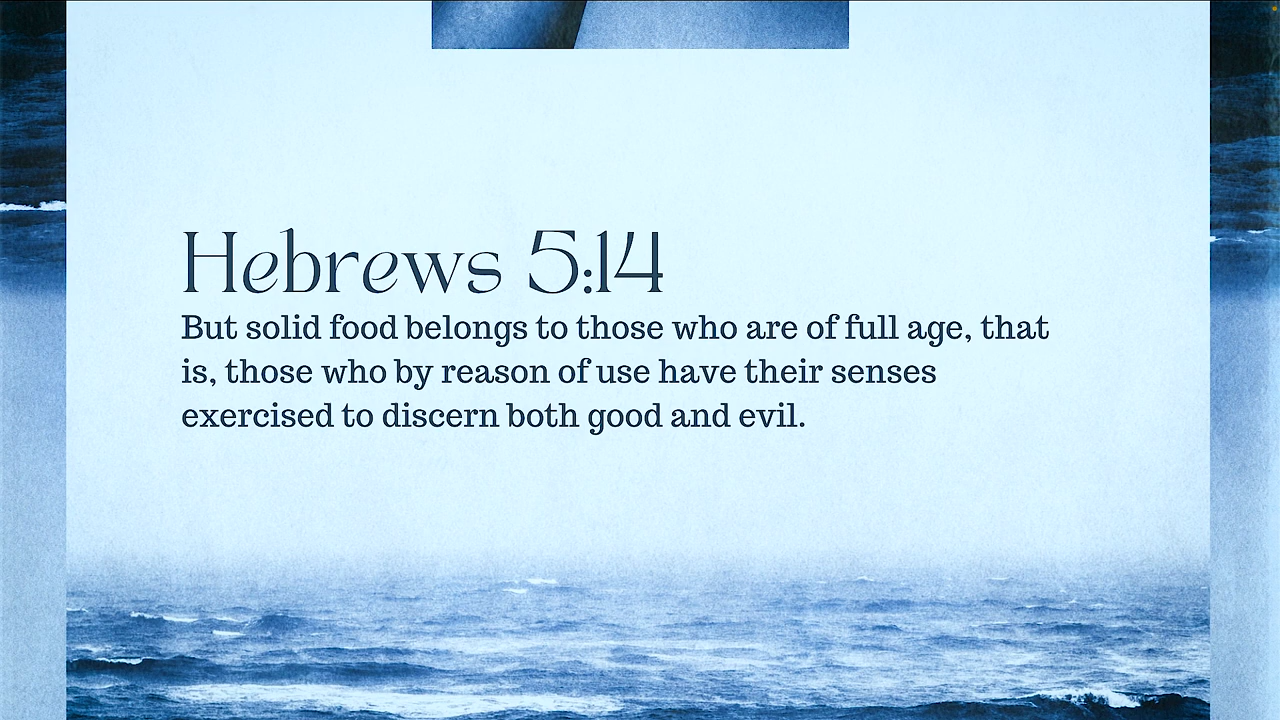 Hebrews 5:14
But solid food belongs to those who are of full age, that
is, those who by reason of use have their senses
exercised to discern both good and evil.